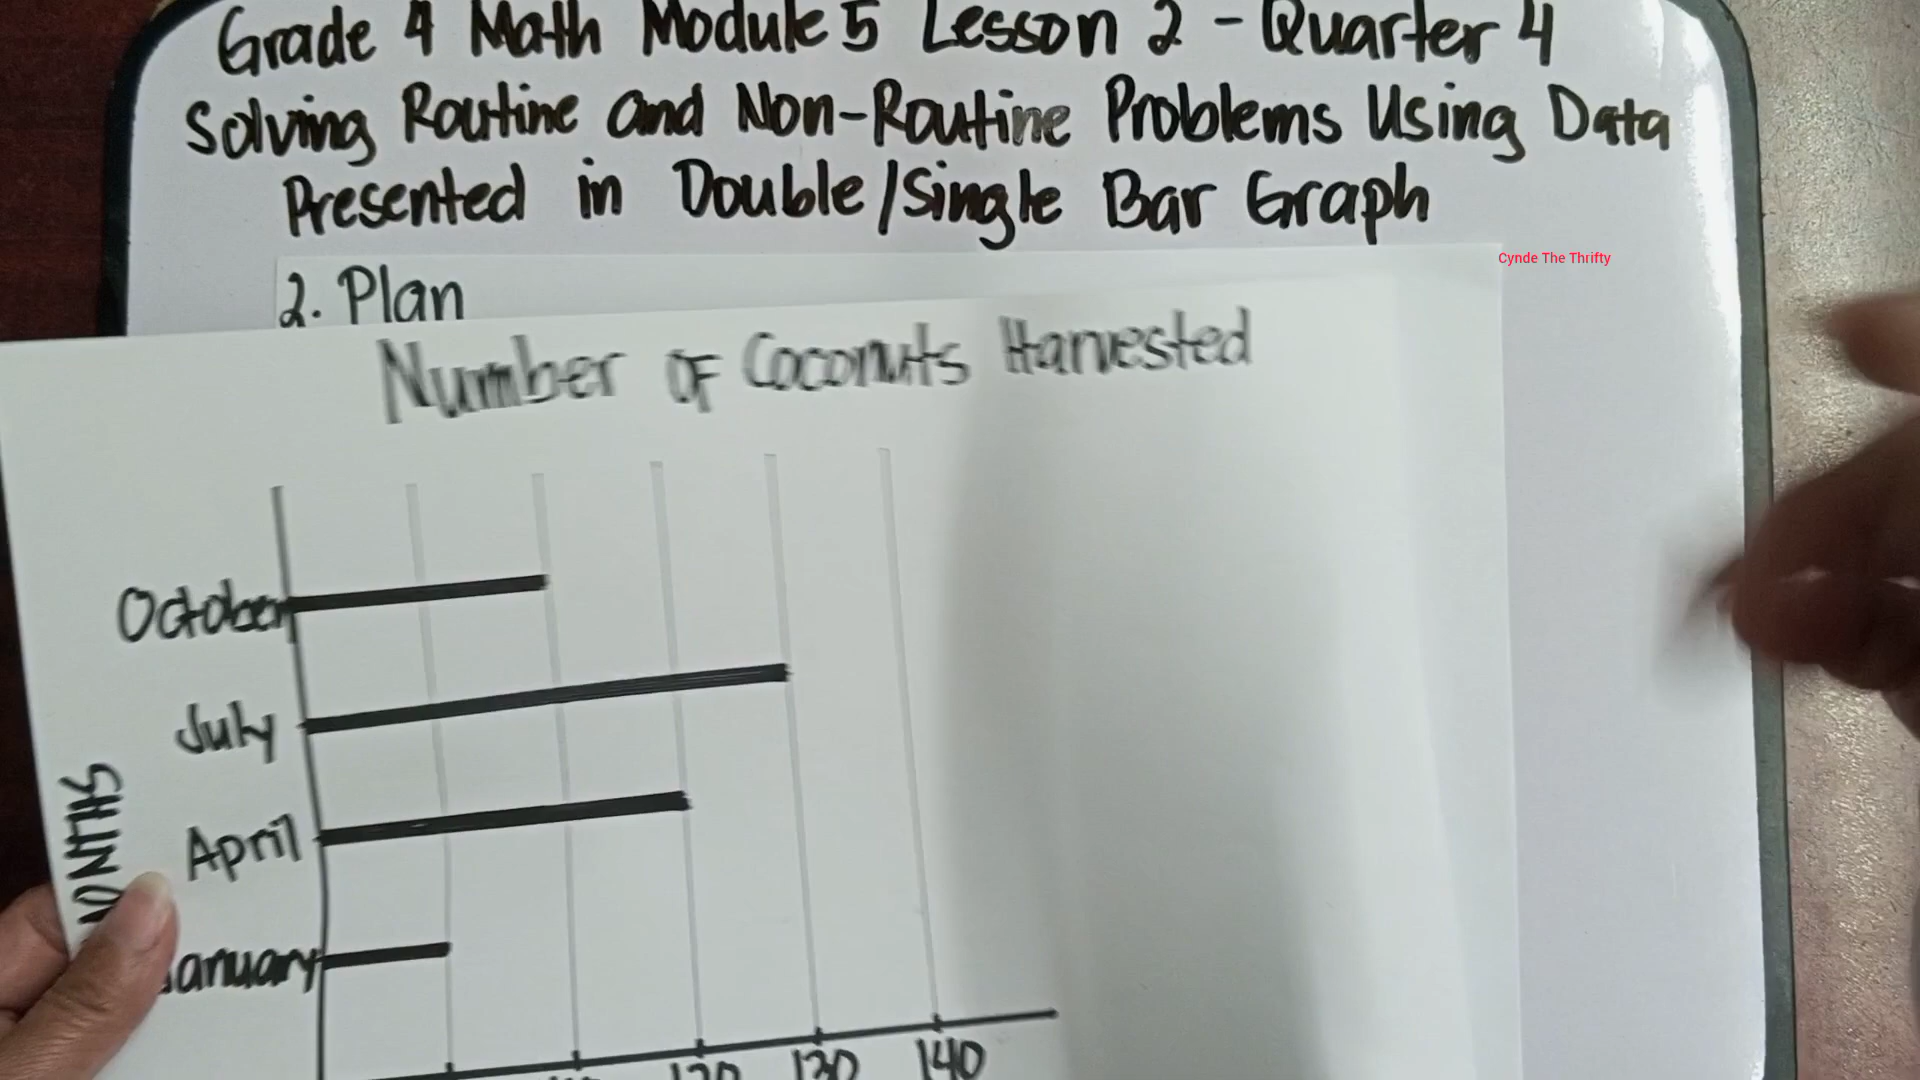 Grade 4 Math Module 5 Lesson 2 - Quarter 4
Solving Routine and Non-Routine Problems Using Data
Presented in Double/Single Bar Graph
Cynde The Thrifty
2. Plan
Number of Coconuts Harvested
October
July
April
120 130 140